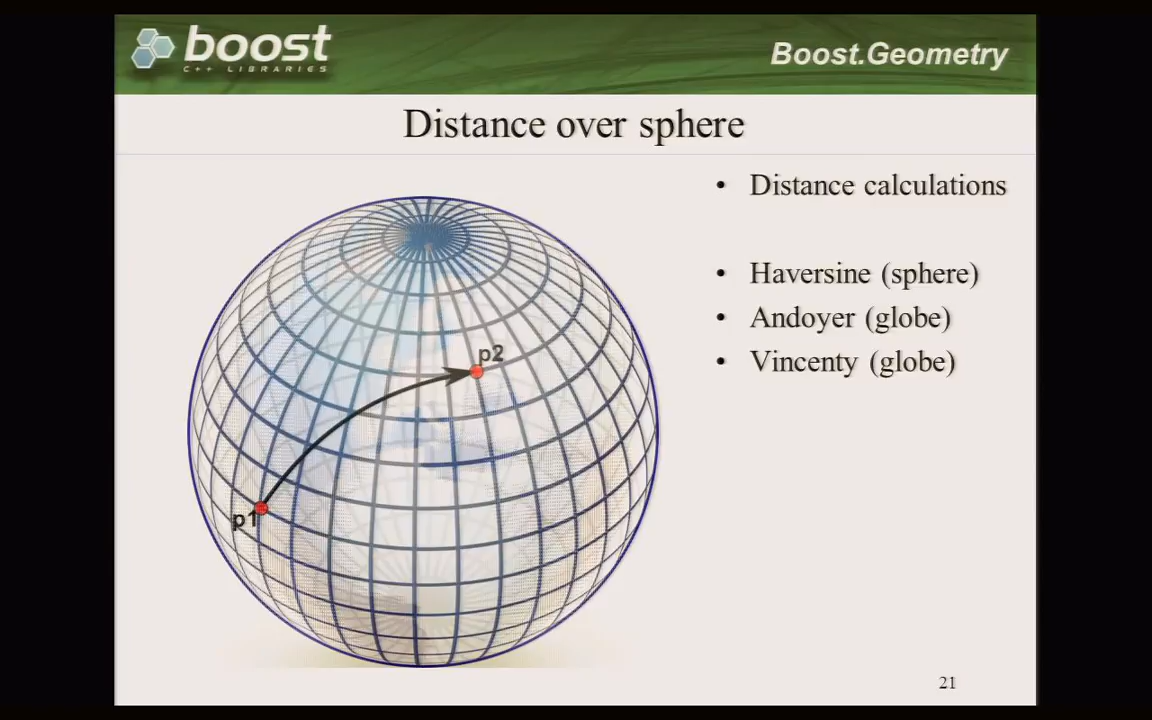 boost
C++ LIBRARIES
Boost.Geometry
Distance over sphere
• Distance calculations
• Haversine (sphere)
• Andoyer (globe)
• Vincenty (globe)
p2
p1
21